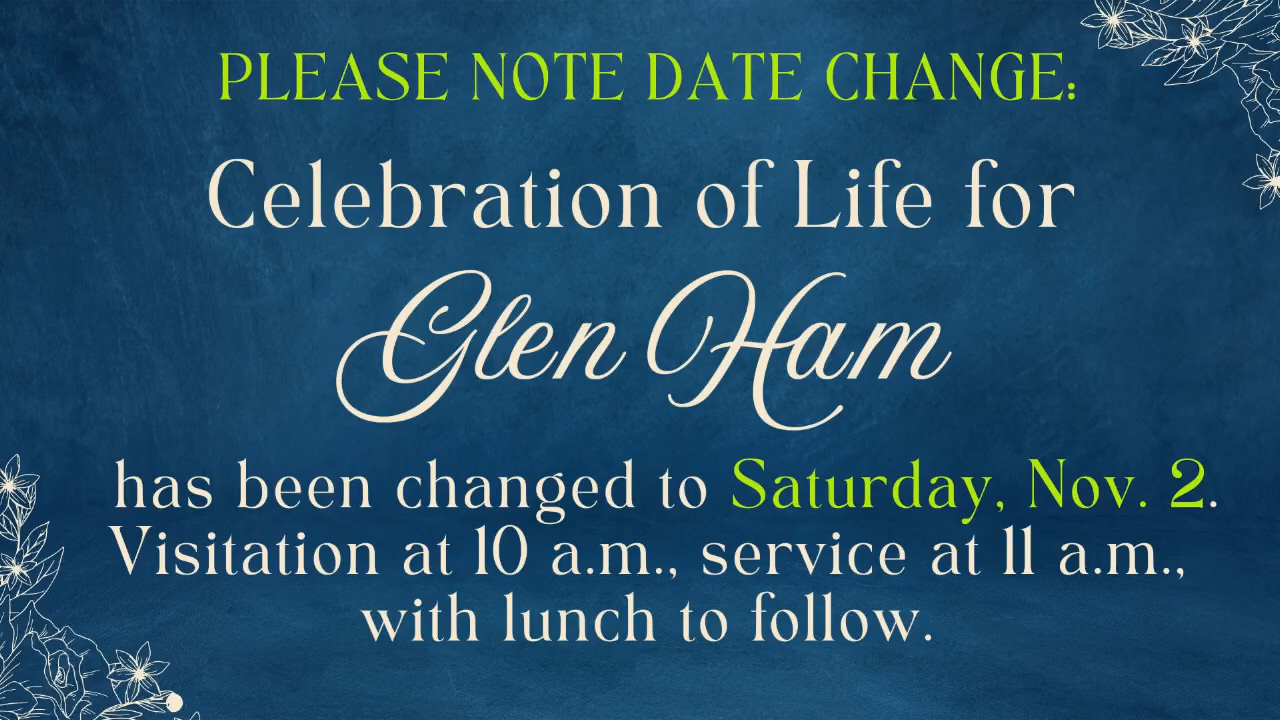 PLEASE NOTE DATE CHANGE:
Celebration of Life for
Glen Ham
has been changed to Saturday, Nov. 2.
Visitation at 10 a.m., service at 11 a.m.,
with lunch to follow.